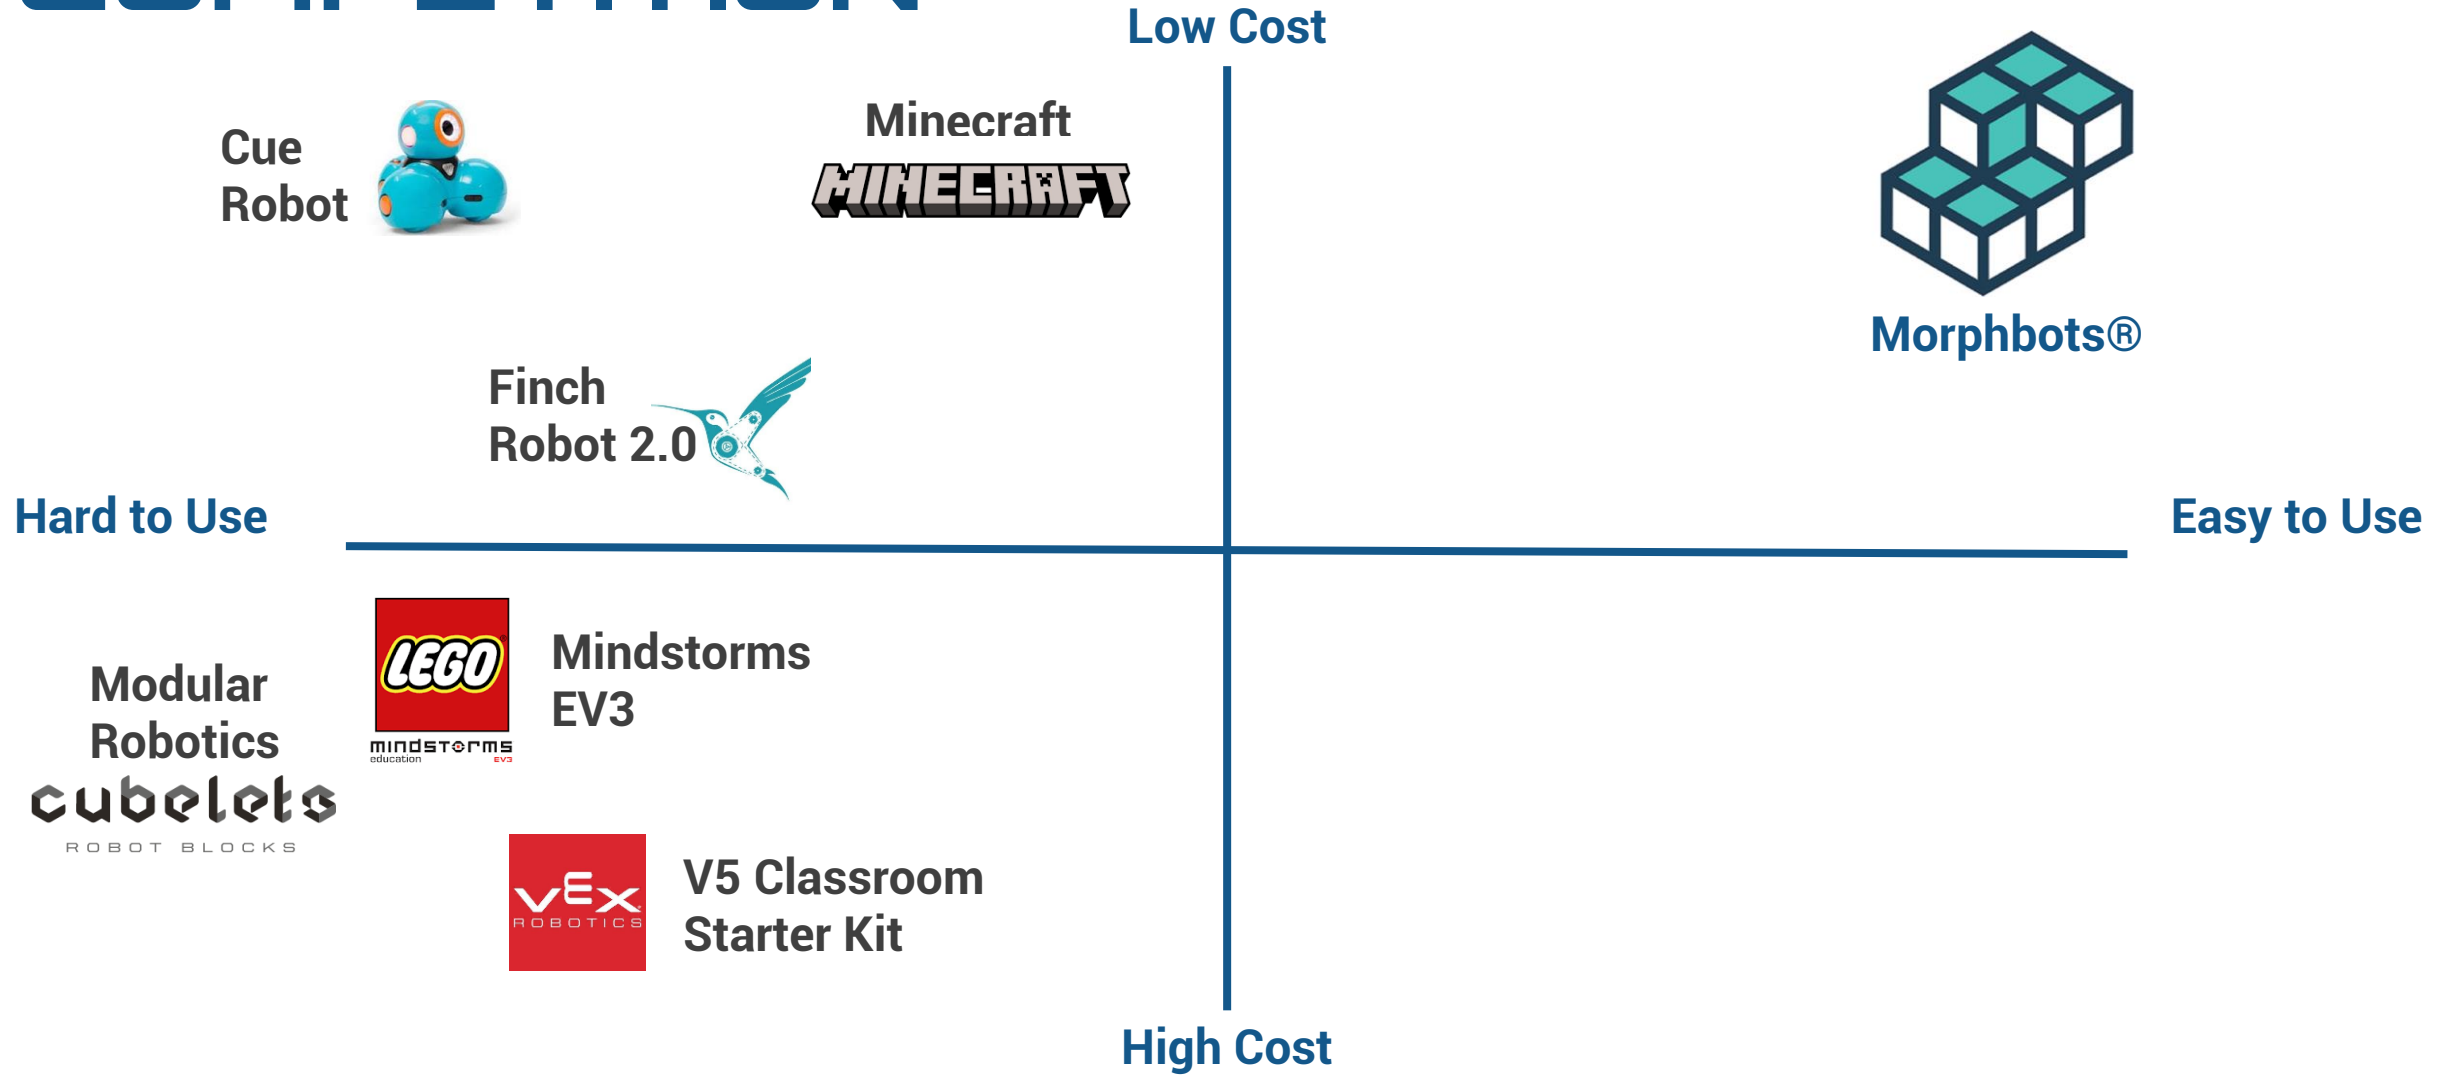 COMPETITION
Low Cost
Cue
Robot
Minecraft
MINECRAFT
Morphbots®
Finch
Robot 2.0
Hard to Use
Easy to Use
LEGO®
mindstorms
education EV3
Mindstorms
EV3
Modular
Robotics
cubelets
ROBOT BLOCKS
VEX
ROBOTICS
V5 Classroom
Starter Kit
High Cost